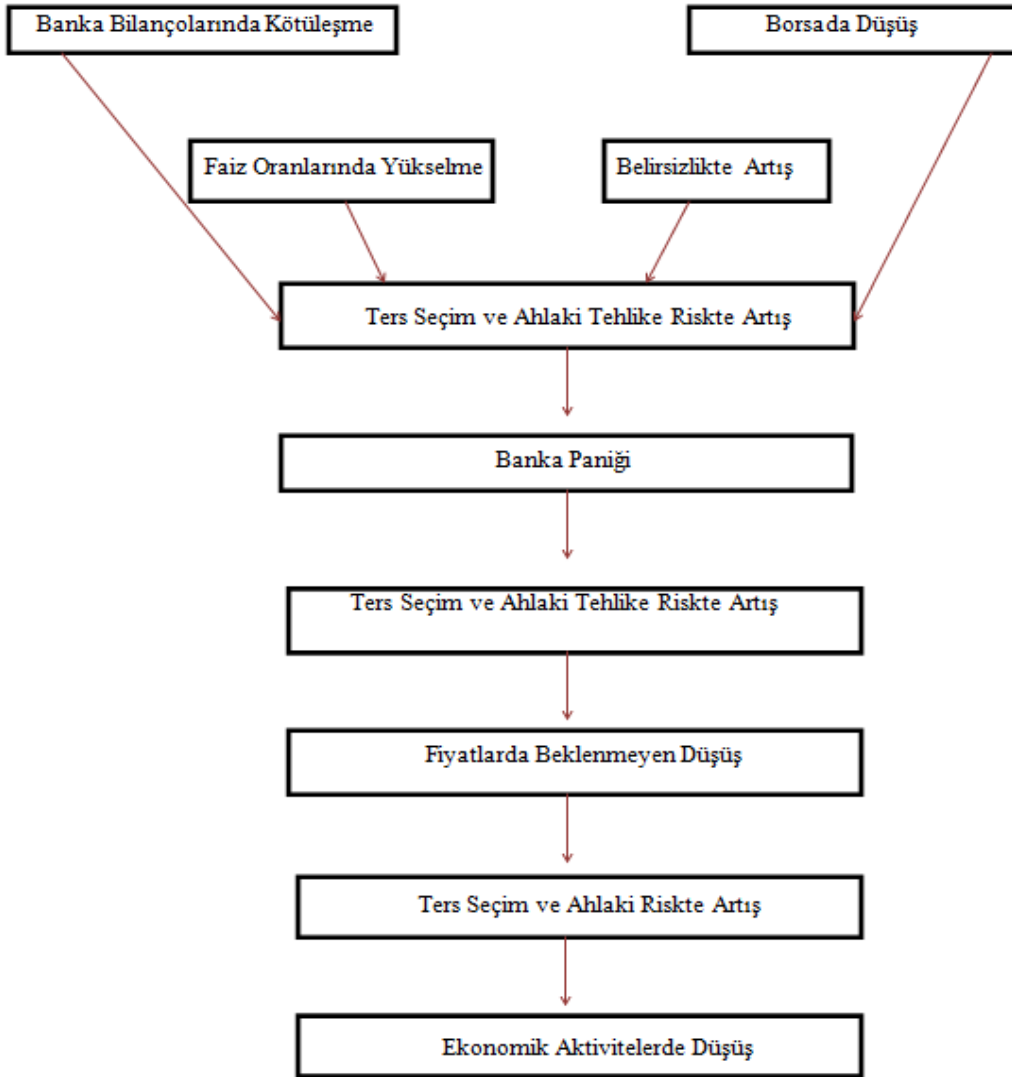 Banka Bilançolarında Kötüleşme
Borsada Düşüş
Faiz Oranlarında Yükselme
Belirsizlikte Artış
Ters Seçim ve Ahlaki Tehlike Riskte Artış
Banka Paniği
Ters Seçim ve Ahlaki Tehlike Riskte Artış
Fiyatlarda Beklenmeyen Düşüş
Ters Seçim ve Ahlaki Riskte Artış
Ekonomik Aktivitelerde Düşüş